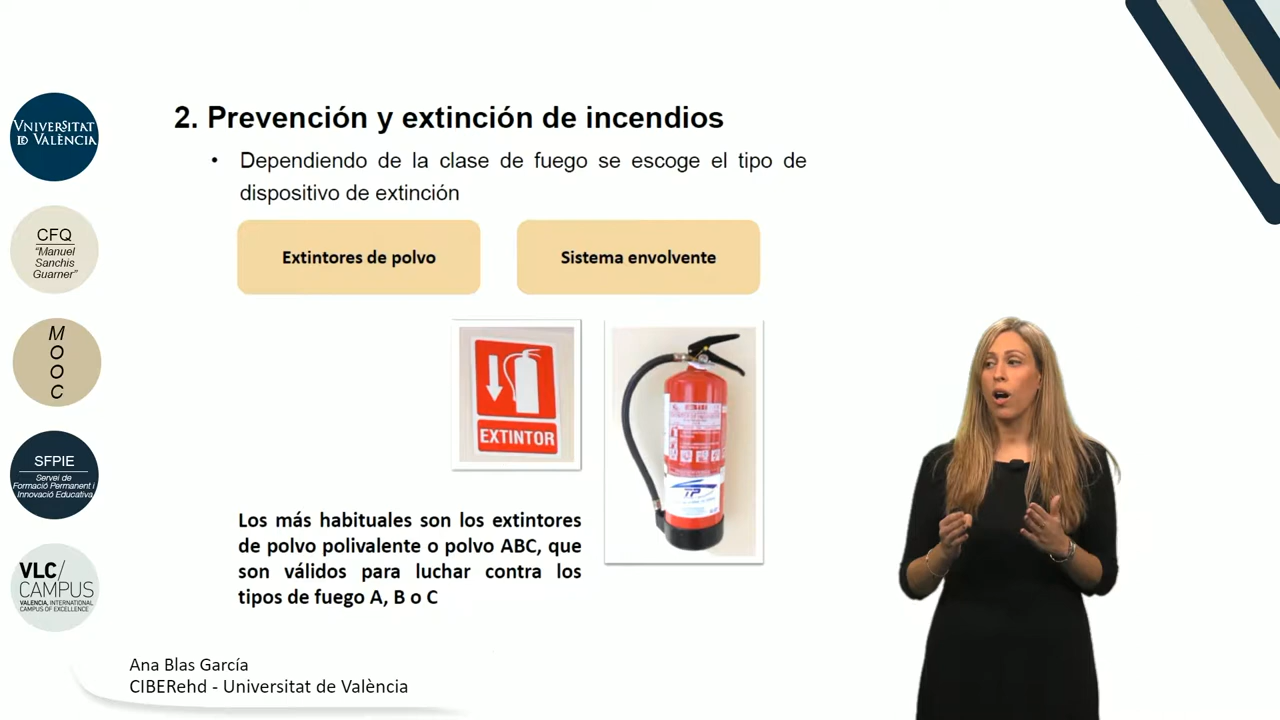 2. Prevención y extinción de incendios
• Dependiendo de la clase de fuego se escoge el tipo de
dispositivo de extinción
Extintores de polvo
Sistema envolvente
EXTINTOR
TP
Los más habituales son los extintores
de polvo polivalente o polvo ABC, que
son válidos para luchar contra los
tipos de fuego A, B o C
VNIVERSITAT
ID VALÈNCIA
CFQ
"Manuel
Sanchis
Guarner"
M
O
O
C
SFPIE
Servei de
Formació Permanent i
Innovació Educativa
VLC/
CAMPUS
VALENCIA, INTERNATIONAL
CAMPUS OF EXCELLENCE
Ana Blas García
CIBERehd - Universitat de València